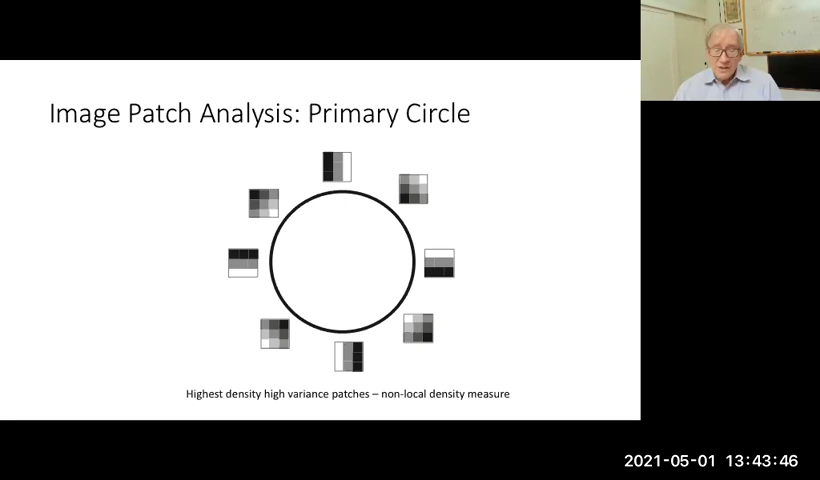 Image Patch Analysis: Primary Circle
Highest density high variance patches – non-local density measure
2021-05-01 13:43:46